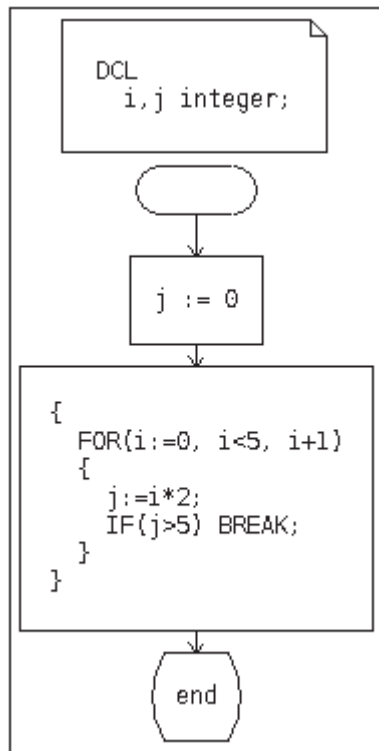 DCL
i,j integer;
j := 0
{
FOR(i:=0, i<5, i+1)
{
j:=i*2;
IF(j>5) BREAK;
}
}
end